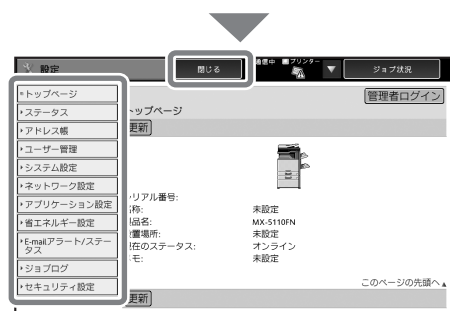 設定
閉じる
通信中 プリンター
ジョブ状況
トップページ
ステータス
アドレス帳
ユーザー管理
システム設定
ネットワーク設定
アプリケーション設定
省エネルギー設定
E-mailアラート/ステー
タス
ジョブログ
セキュリティ設定
管理者ログイン
トップページ
更新
シリアル番号:
名称: 未設定
製品名: MX-5110FN
設置場所: 未設定
現在のステータス: オンライン
メモ: 未設定
このページの先頭へ▲
更新